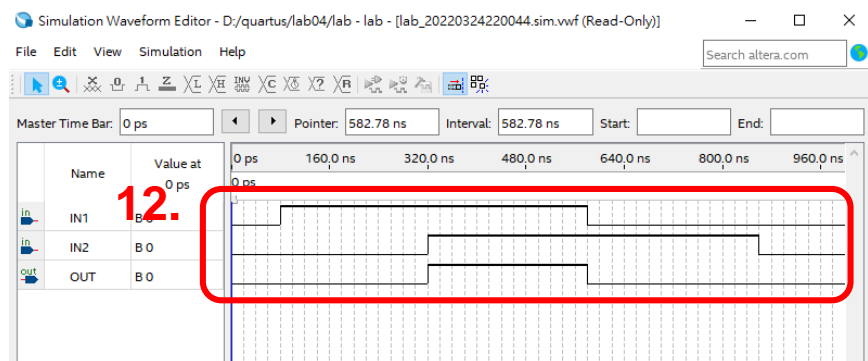 Simulation Waveform Editor - D:/quartus/lab04/lab - lab - [lab_20220324220044.sim.vwf (Read-Only)]
File Edit View Simulation Help
Search altera.com
Master Time Bar: 0 ps Pointer: 582.78 ns Interval: 582.78 ns Start: End:
Name Value at 0 ps
0 ps 160.0 ns 320.0 ns 480.0 ns 640.0 ns 800.0 ns 960.0 ns
0 ps
12.
in IN1 B 0
in IN2 B 0
out OUT B 0